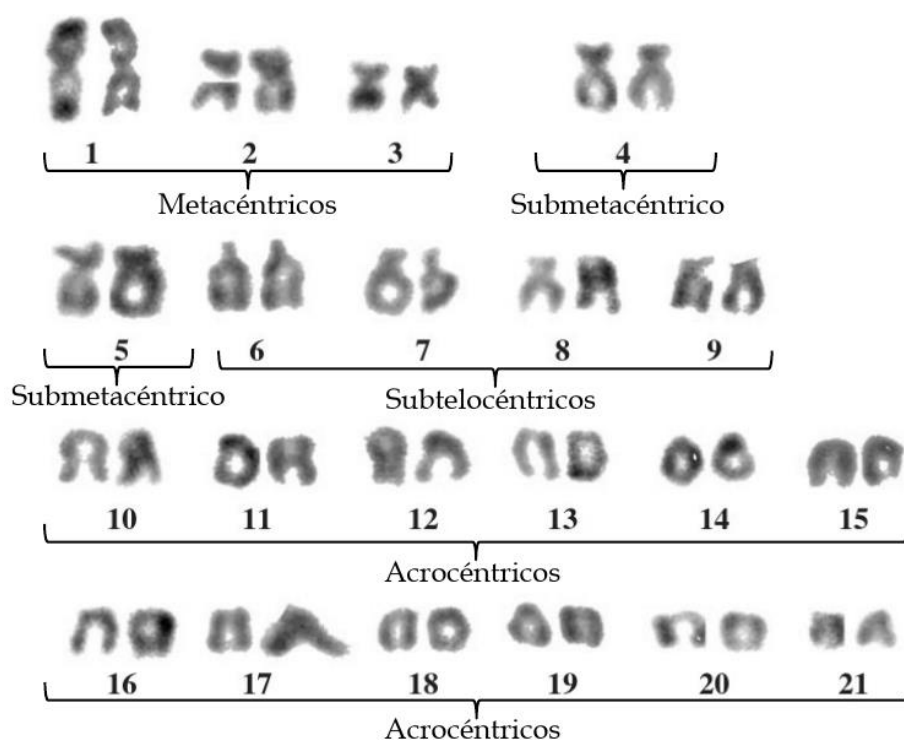 1 2 3 4
Metacéntricos Submetacéntrico
5 6 7 8 9
Submetacéntrico Subtelocéntricos
10 11 12 13 14 15
Acrocéntricos
16 17 18 19 20 21
Acrocéntricos